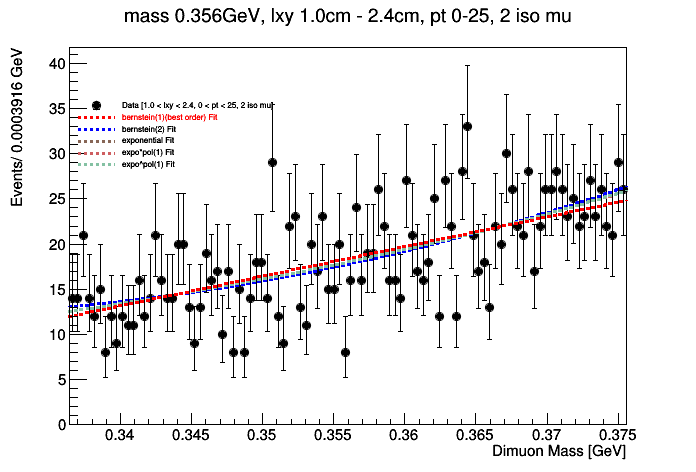 mass 0.356GeV, lxy 1.0cm - 2.4cm, pt 0-25, 2 iso mu
Events/ 0.0003916 GeV
40
35
30
25
20
15
10
5
0
Data [1.0 < lxy < 2.4, 0 < pt < 25, 2 iso mu]
bernstein(1)(best order) Fit
bernstein(2) Fit
exponential Fit
expo*pol(1) Fit
expo^pol(1) Fit
0.34 0.345 0.35 0.355 0.36 0.365 0.37 0.375
Dimuon Mass [GeV]